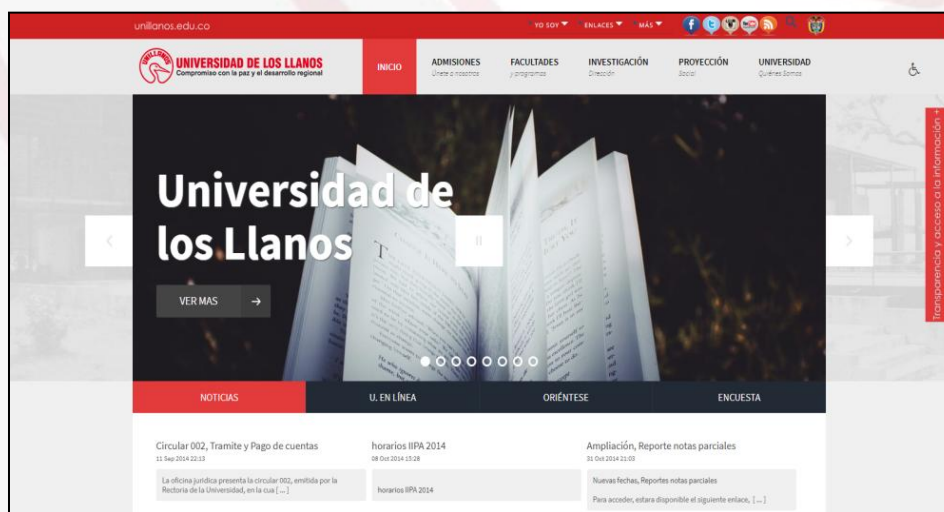 unillanos.edu.co
YO SOY
ENLACES
MÁS
UNILLANOS
UNIVERSIDAD DE LOS LLANOS
Compromiso con la paz y el desarrollo regional
INICIO
ADMISIONES
Únete a nosotros
FACULTADES
y programas
INVESTIGACIÓN
Dirección
PROYECCIÓN
Social
UNIVERSIDAD
Quiénes Somos
Transparencia y acceso a la información +
Universidad de
los Llanos
VER MAS →
NOTICIAS
U. EN LÍNEA
ORIÉNTESE
ENCUESTA
Circular 002, Tramite y Pago de cuentas
11 Sep 2014 22:13
La oficina juridica presenta la circular 002, emitida por la
Rectoria de la Universidad, en la cua [ ... ]
horarios IIPA 2014
08 Oct 2014 15:28
horarios IIPA 2014
Ampliación, Reporte notas parciales
31 Oct 2014 21:03
Nuevas fechas, Reportes notas parciales
Para acceder, estara disponible el siguiente enlace, [ ... ]